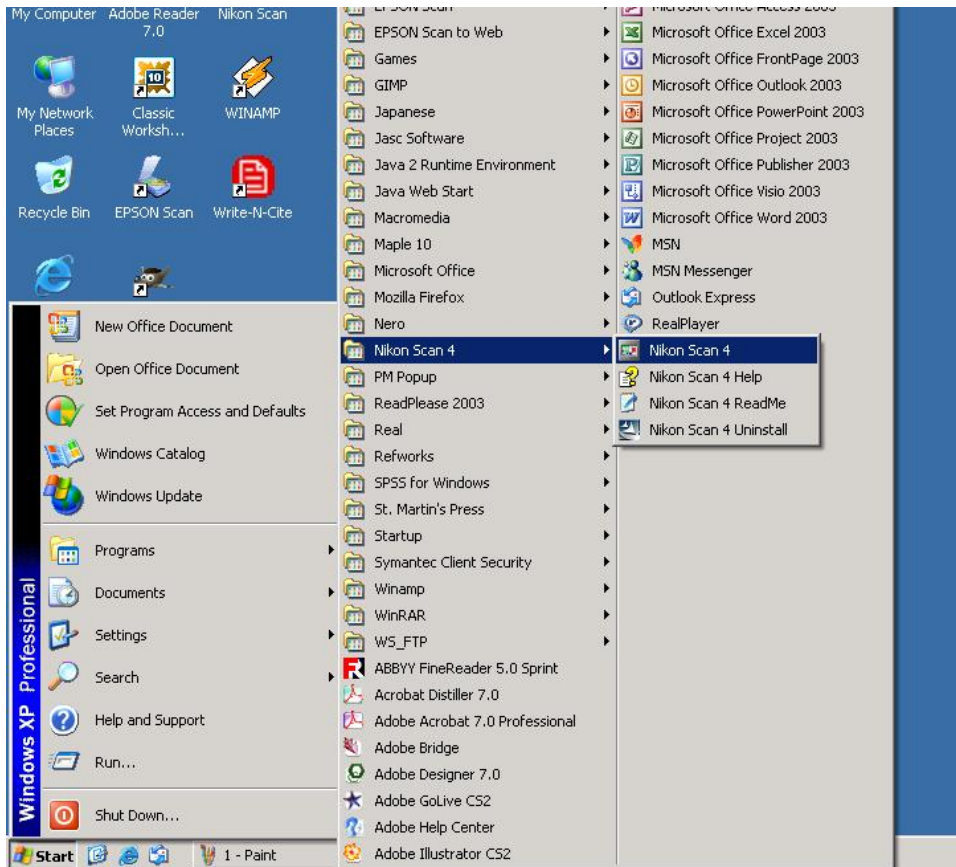 My Computer
Adobe Reader
7.0
Nikon Scan
My Network
Places
Classic
Worksh...
WINAMP
Recycle Bin
EPSON Scan
Write-N-Cite
New Office Document
Open Office Document
Set Program Access and Defaults
Windows Catalog
Windows Update
Programs
Documents
Settings
Search
Help and Support
Run...
Shut Down...
Windows XP Professional
Start
1 - Paint
EPSON Scan
EPSON Scan to Web
Games
GIMP
Japanese
Jasc Software
Java 2 Runtime Environment
Java Web Start
Macromedia
Maple 10
Microsoft Office
Mozilla Firefox
Nero
Nikon Scan 4
PM Popup
ReadPlease 2003
Real
Refworks
SPSS for Windows
St. Martin's Press
Startup
Symantec Client Security
Winamp
WinRAR
WS_FTP
ABBYY FineReader 5.0 Sprint
Acrobat Distiller 7.0
Adobe Acrobat 7.0 Professional
Adobe Bridge
Adobe Designer 7.0
Adobe GoLive CS2
Adobe Help Center
Adobe Illustrator CS2
Microsoft Office Access 2003
Microsoft Office Excel 2003
Microsoft Office FrontPage 2003
Microsoft Office Outlook 2003
Microsoft Office PowerPoint 2003
Microsoft Office Project 2003
Microsoft Office Publisher 2003
Microsoft Office Visio 2003
Microsoft Office Word 2003
MSN
MSN Messenger
Outlook Express
RealPlayer
Nikon Scan 4
Nikon Scan 4 Help
Nikon Scan 4 ReadMe
Nikon Scan 4 Uninstall